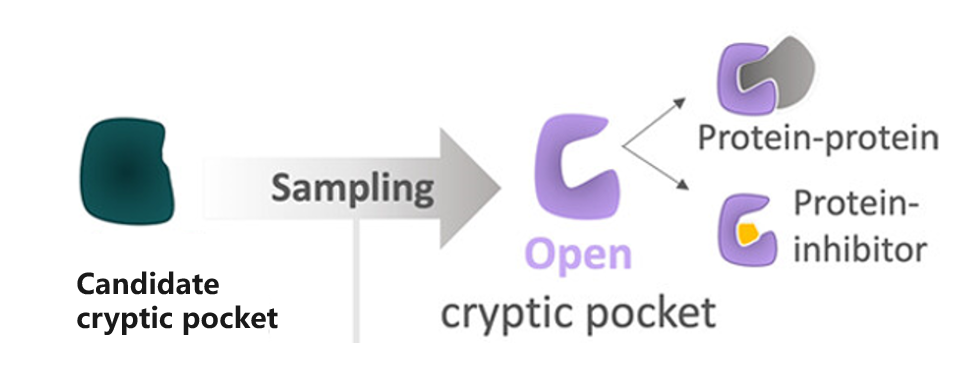 Candidate
cryptic pocket
Sampling
Open
cryptic pocket
Protein-protein
Protein-
inhibitor